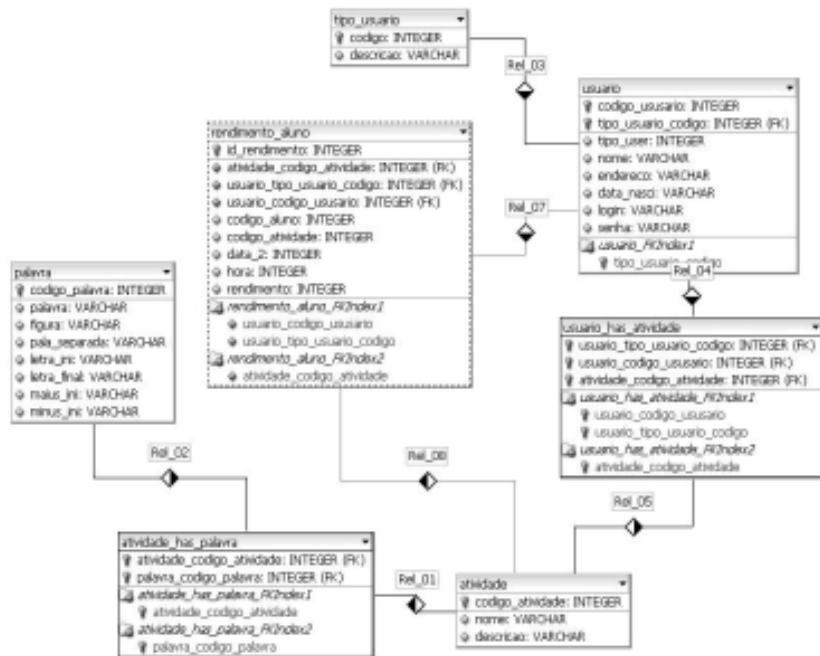 tipo_usuario
codigo: INTEGER
descricao: VARCHAR
Rel_03
usuario
codigo_ususario: INTEGER
tipo_usuario_codigo: INTEGER (FK)
tipo_user: INTEGER
nome: VARCHAR
endereco: VARCHAR
data_nasci: VARCHAR
login: VARCHAR
senha: VARCHAR
usuario_FKIndex1
tipo_usuario_codigo
rendimento_aluno
id_rendimento: INTEGER
atividade_codigo_atividade: INTEGER (FK)
usuario_tipo_usuario_codigo: INTEGER (FK)
usuario_codigo_ususario: INTEGER (FK)
codigo_aluno: INTEGER
codigo_atividade: INTEGER
data_2: INTEGER
hora: INTEGER
rendimento: INTEGER
rendimento_aluno_FKIndex1
usuario_codigo_ususario
usuario_tipo_usuario_codigo
rendimento_aluno_FKIndex2
atividade_codigo_atividade
Rel_07
Rel_04
palavra
codigo_palavra: INTEGER
palavra: VARCHAR
figura: VARCHAR
pala_separada: VARCHAR
letra_ini: VARCHAR
letra_final: VARCHAR
maius_ini: VARCHAR
minus_ini: VARCHAR
usuario_has_atividade
usuario_tipo_usuario_codigo: INTEGER (FK)
usuario_codigo_ususario: INTEGER (FK)
atividade_codigo_atividade: INTEGER (FK)
usuario_has_atividade_FKIndex1
usuario_codigo_ususario
usuario_tipo_usuario_codigo
usuario_has_atividade_FKIndex2
atividade_codigo_atividade
Rel_02
Rel_08
Rel_05
atividade_has_palavra
atividade_codigo_atividade: INTEGER (FK)
palavra_codigo_palavra: INTEGER (FK)
atividade_has_palavra_FKIndex1
atividade_codigo_atividade
atividade_has_palavra_FKIndex2
palavra_codigo_palavra
Rel_01
atividade
codigo_atividade: INTEGER
nome: VARCHAR
descricao: VARCHAR